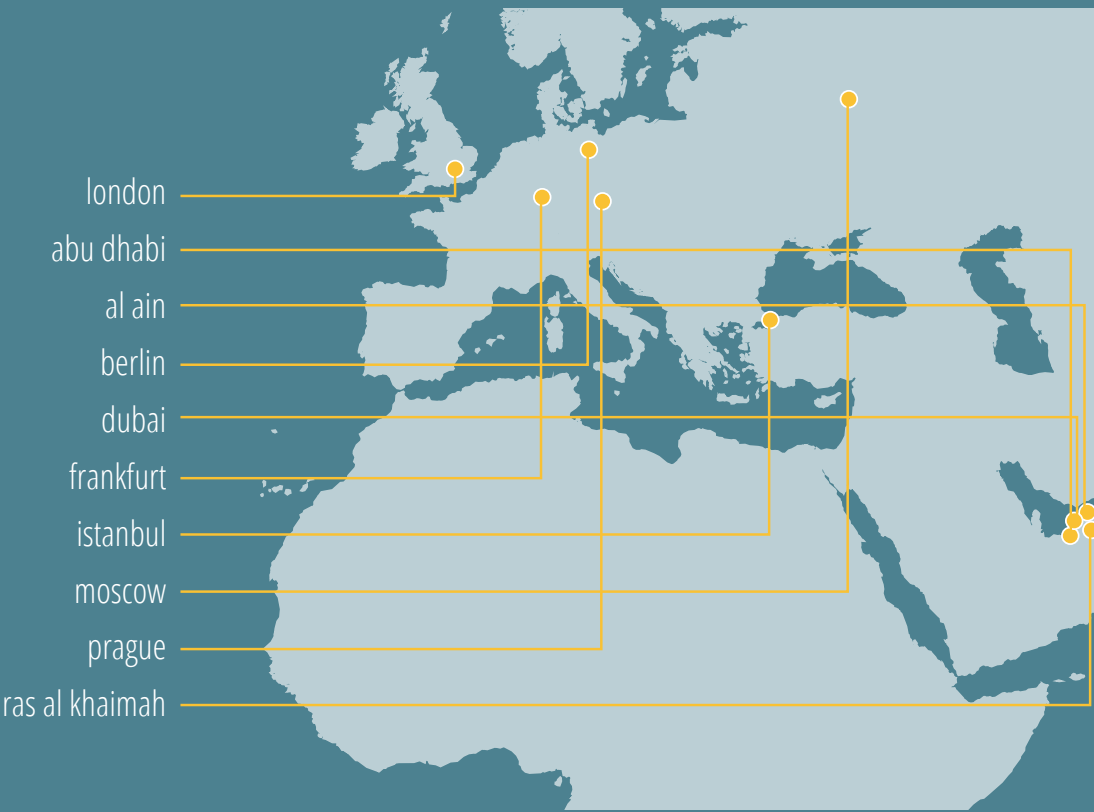 london
abu dhabi
al ain
berlin
dubai
frankfurt
istanbul
moscow
prague
ras al khaimah